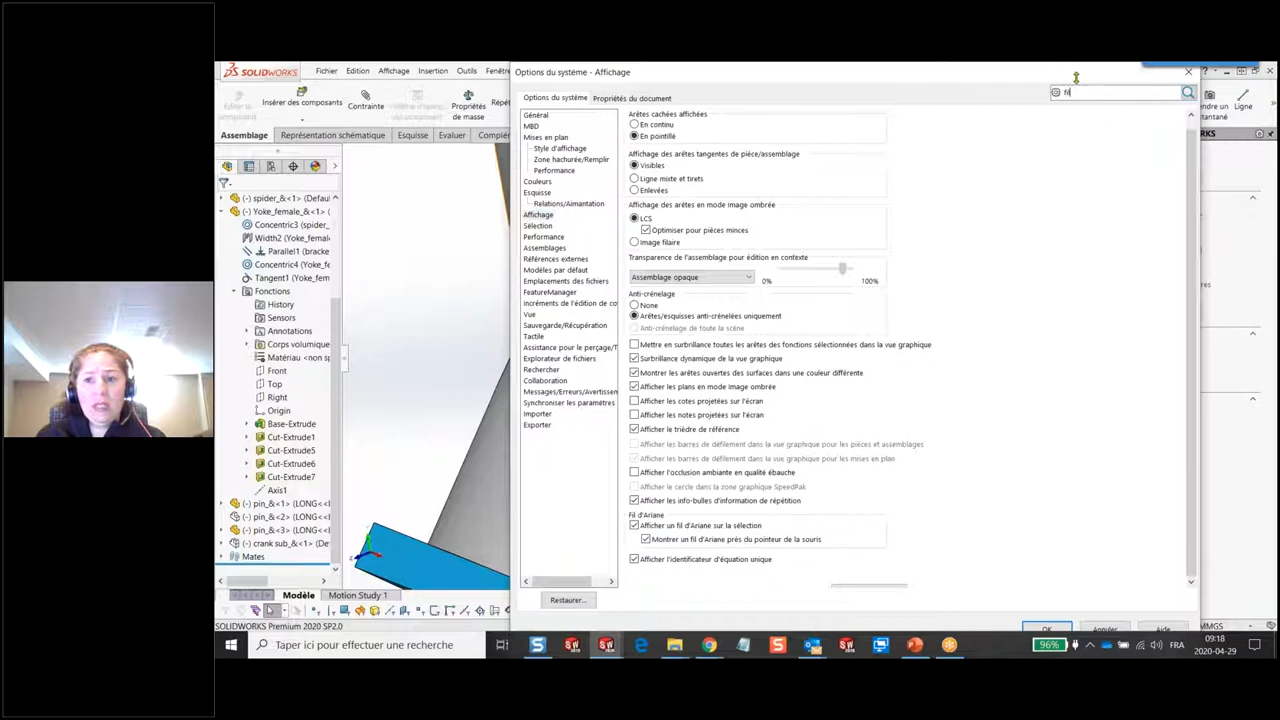 SOLIDWORKS
Fichier Edition Affichage Insertion Outils Fenêtre
Options du système - Affichage
Insérer des composants
Contrainte
Propriétés de masse
Ligne
Assemblage Représentation schématique Esquisse Evaluer
Options du système Propriétés du document
fil
Général
MBD
Mises en plan
Style d'affichage
Zone hachurée/Remplir
Performance
Couleurs
Esquisse
Relations/Aimantation
Affichage
Sélection
Performance
Assemblages
Références externes
Modèles par défaut
Emplacements des fichiers
FeatureManager
Incréments de l'édition de co
Vue
Sauvegarde/Récupération
Tactile
Assistance pour le perçage/T
Explorateur de fichiers
Rechercher
Collaboration
Messages/Erreurs/Avertissem
Synchroniser les paramètres
Importer
Exporter
Restaurer...
Arêtes cachées affichées
En continu
En pointillé
Affichage des arêtes tangentes de pièce/assemblage
Visibles
Ligne mixte et tirets
Enlevées
Affichage des arêtes en mode image ombrée
LCS
Optimiser pour pièces minces
Image filaire
Transparence de l'assemblage pour édition en contexte
Assemblage opaque 0% 100%
Anti-crénelage
None
Arêtes/esquisses anti-crénelées uniquement
Anti-crénelage de toute la scène
Mettre en surbrillance toutes les arêtes des fonctions sélectionnées dans la vue graphique
Surbrillance dynamique de la vue graphique
Montrer les arêtes ouvertes des surfaces dans une couleur différente
Afficher les plans en mode Image ombrée
Afficher les cotes projetées sur l'écran
Afficher les notes projetées sur l'écran
Afficher le trièdre de référence
Afficher les barres de défilement dans la vue graphique pour les pièces et assemblages
Afficher les barres de défilement dans la vue graphique pour les mises en plan
Afficher l'occlusion ambiante en qualité ébauche
Afficher le cercle dans la zone graphique SpeedPak
Afficher les info-bulles d'information de répétition
Fil d'Ariane
Afficher un fil d'Ariane sur la sélection
Montrer un fil d'Ariane près du pointeur de la souris
Afficher l'identificateur d'équation unique
OK Annuler Aide
(-) spider_&<1> (Defaul
(-) Yoke_female_&<1> (
Concentric3 (spider_
Width2 (Yoke_female
Parallel1 (bracke
Concentric4 (Yoke_fe
Tangent1 (Yoke_fema
Fonctions
History
Sensors
Annotations
Corps volumique
Matériau <non sp
Front
Top
Right
Origin
Base-Extrude
Cut-Extrude1
Cut-Extrude5
Cut-Extrude6
Cut-Extrude7
Axis1
(-) pin_&<1> (LONG<<
(-) pin_&<2> (LONG<<
(-) pin_&<3> (LONG<<
(-) crank sub_&<1> (De
Mates
Modèle Motion Study 1
SOLIDWORKS Premium 2020 SP2.0
MMGS
Taper ici pour effectuer une recherche
96%
FRA
09:18
2020-04-29